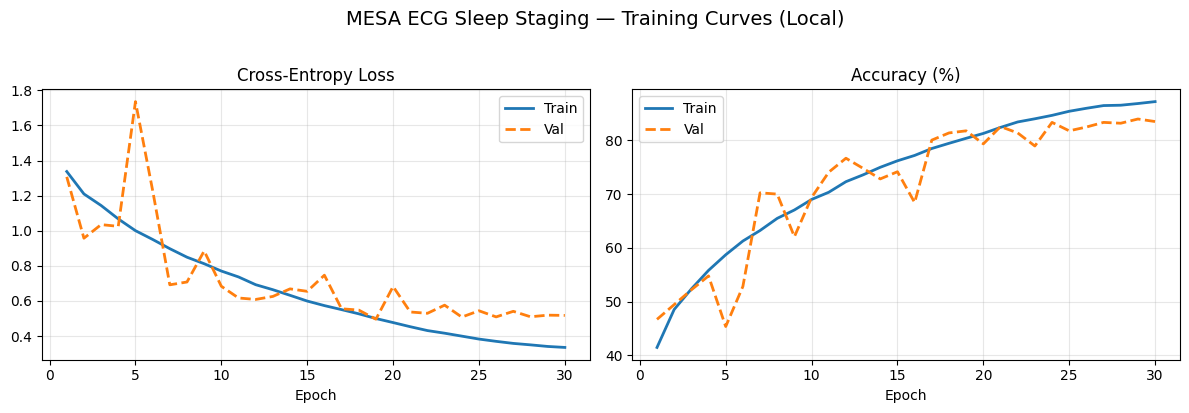 MESA ECG Sleep Staging — Training Curves (Local)
Cross-Entropy Loss
1.8
1.6
1.4
1.2
1.0
0.8
0.6
0.4
0 5 10 15 20 25 30
Epoch
Train
Val
Accuracy (%)
80
70
60
50
40
0 5 10 15 20 25 30
Epoch
Train
Val